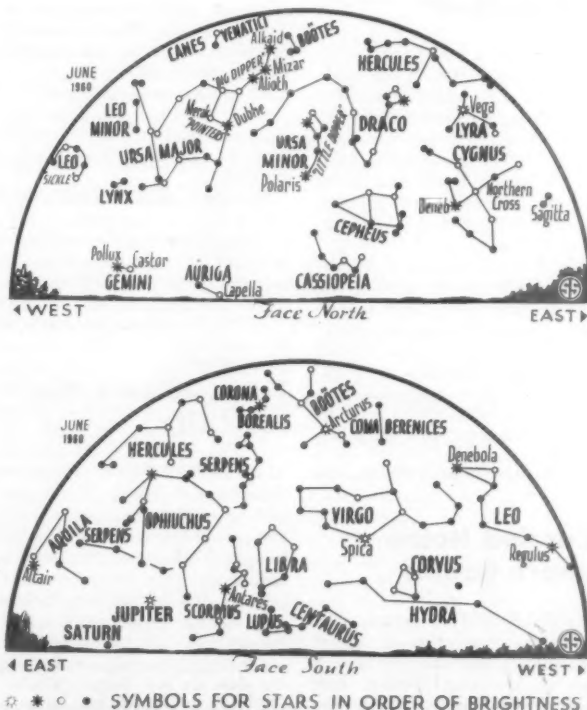 CANES VENATICI
Alkaid
BOÖTES
HERCULES
JUNE
1960
"BIG DIPPER"
Mizar
Alioth
LEO
MINOR
Merak
Dubhe
POINTERS
URSA MAJOR
URSA
MINOR
"LITTLE DIPPER"
DRACO
Vega
LYRA
CYGNUS
LEO
SICKLE
LYNX
Polaris
Deneb
Northern
Cross
Sagitta
CEPHEUS
Pollux
Castor
GEMINI
AURIGA
Capella
CASSIOPEIA
WEST
Face North
EAST
SS
JUNE
1960
CORONA
BOREALIS
BOÖTES
Arcturus
COMA BERENICES
HERCULES
SERPENS
Denebola
AQUILA
SERPENS
OPHIUCHUS
VIRGO
LEO
Spica
Regulus
Altair
LIBRA
CORVUS
Antares
JUPITER
SCORPIUS
LUPUS
CENTAURUS
HYDRA
SATURN
EAST
Face South
WEST
SS
SYMBOLS FOR STARS IN ORDER OF BRIGHTNESS